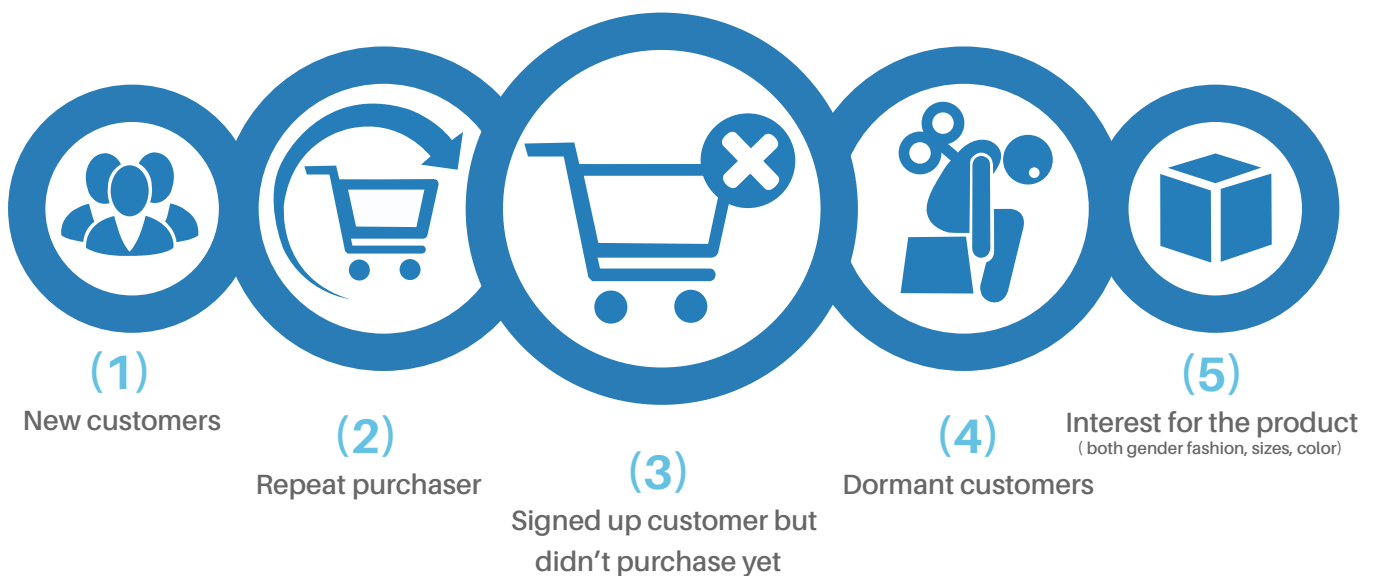 (1)
New customers
(2)
Repeat purchaser
(3)
Signed up customer but
didn’t purchase yet
(4)
Dormant customers
(5)
Interest for the product
( both gender fashion, sizes, color)